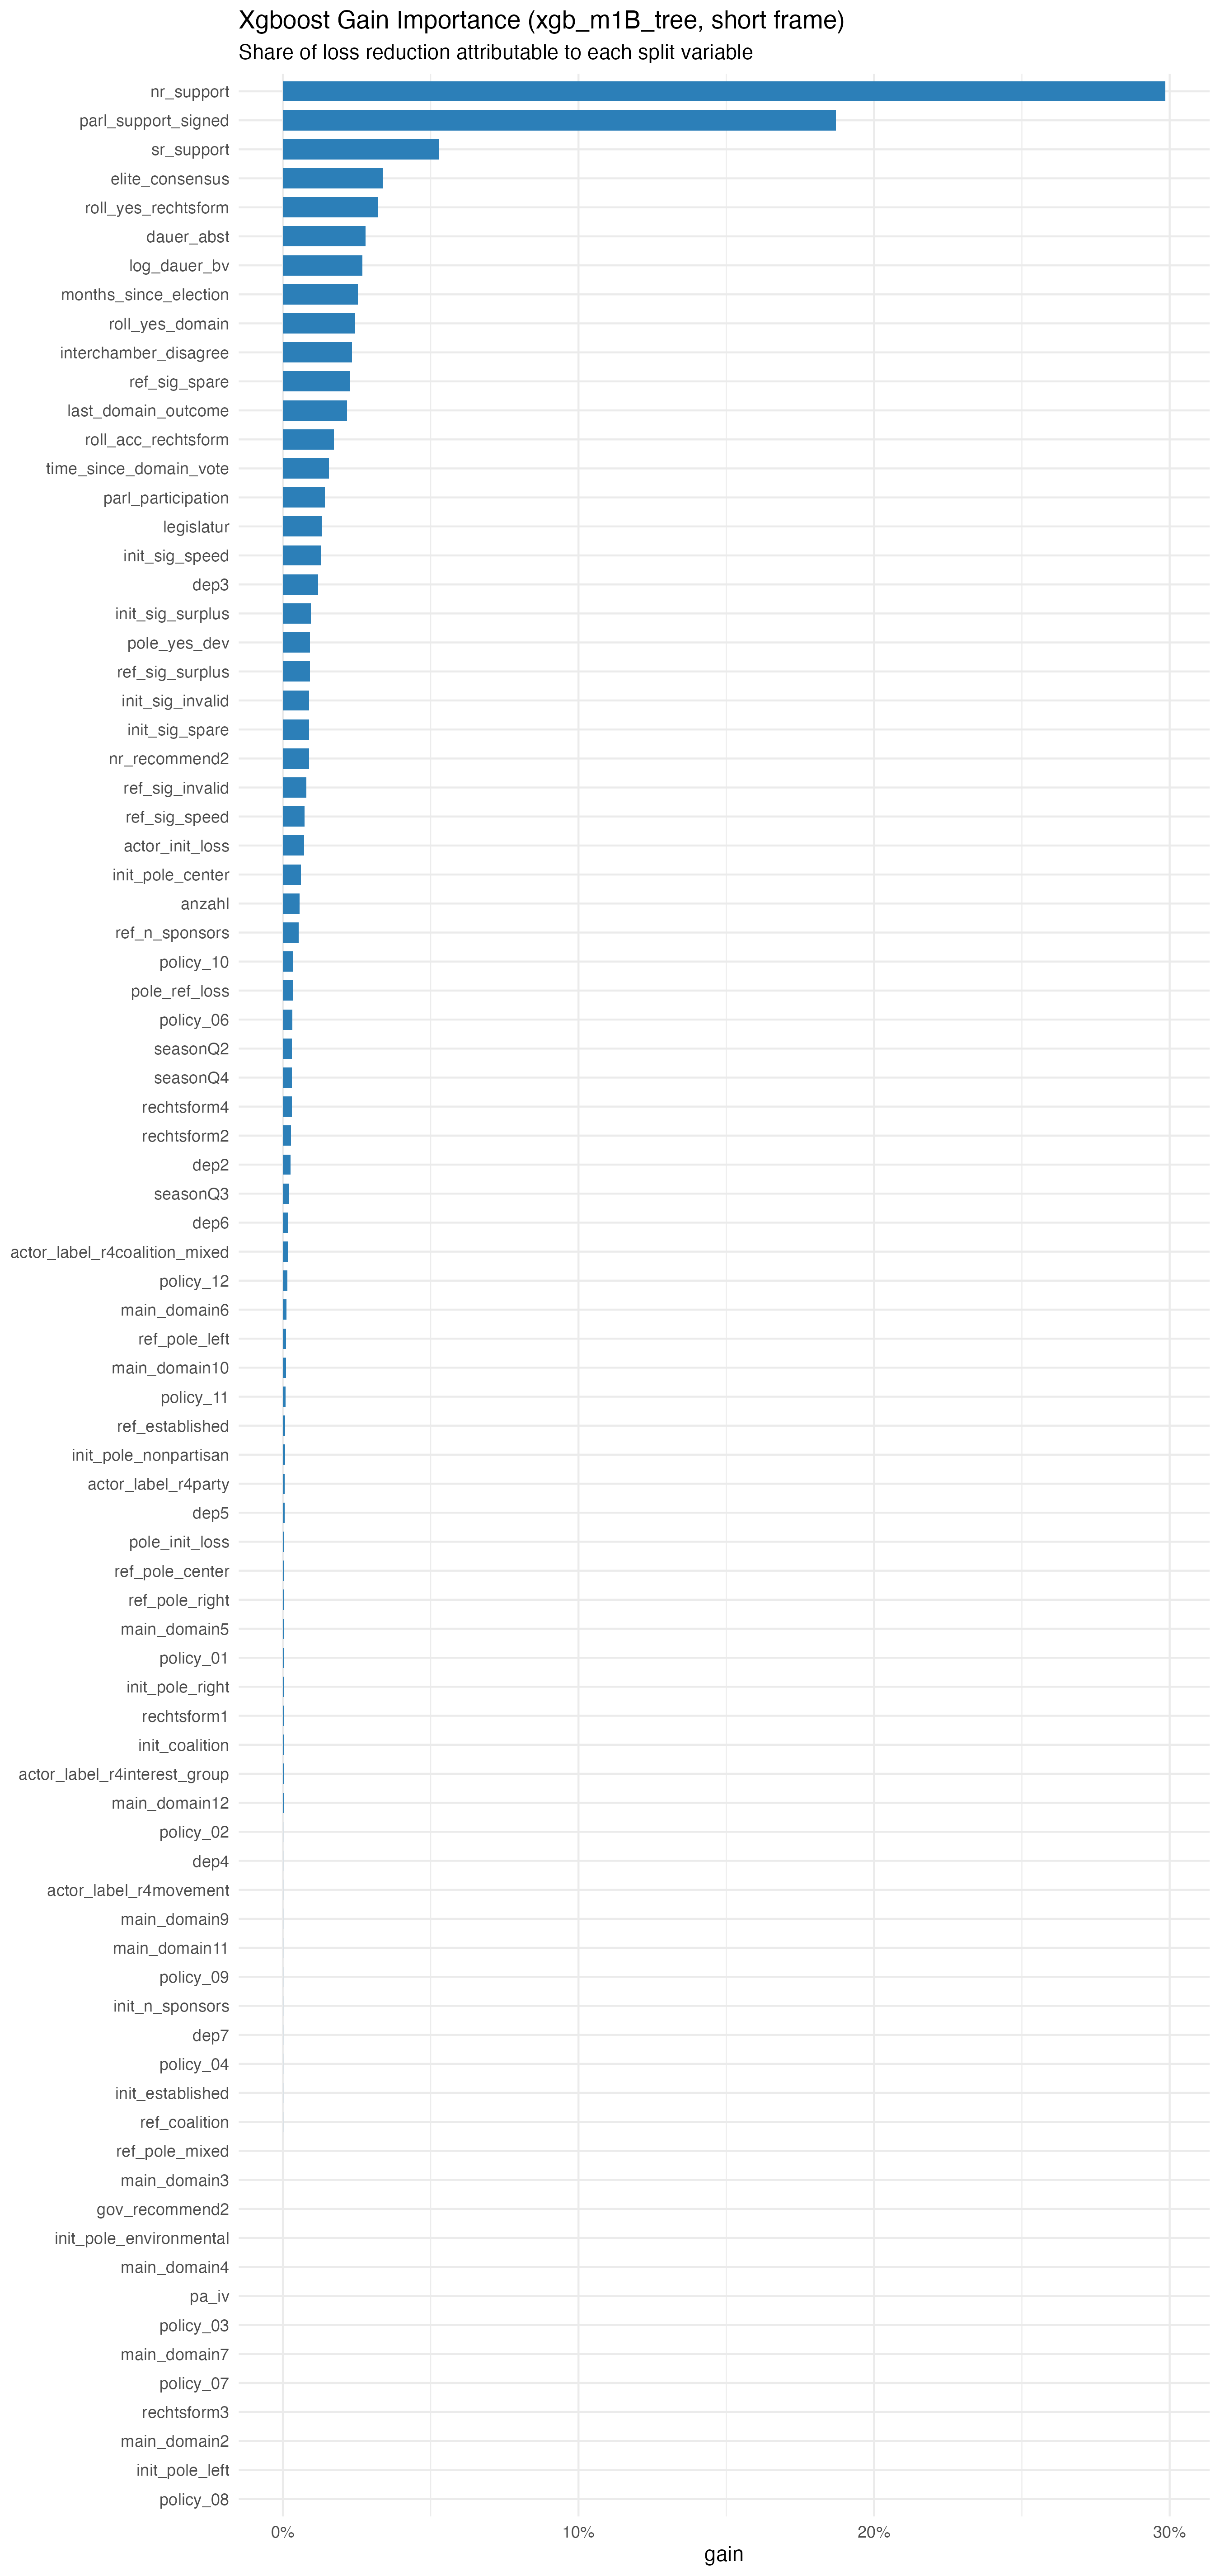 Xgboost Gain Importance (xgb_m1B_tree, short frame)
Share of loss reduction attributable to each split variable
nr_support
parl_support_signed
sr_support
elite_consensus
roll_yes_rechtsform
dauer_abst
log_dauer_bv
months_since_election
roll_yes_domain
interchamber_disagree
ref_sig_spare
last_domain_outcome
roll_acc_rechtsform
time_since_domain_vote
parl_participation
legislatur
init_sig_speed
dep3
init_sig_surplus
pole_yes_dev
ref_sig_surplus
init_sig_invalid
init_sig_spare
nr_recommend2
ref_sig_invalid
ref_sig_speed
actor_init_loss
init_pole_center
anzahl
ref_n_sponsors
policy_10
pole_ref_loss
policy_06
seasonQ2
seasonQ4
rechtsform4
rechtsform2
dep2
seasonQ3
dep6
actor_label_r4coalition_mixed
policy_12
main_domain6
ref_pole_left
main_domain10
policy_11
ref_established
init_pole_nonpartisan
actor_label_r4party
dep5
pole_init_loss
ref_pole_center
ref_pole_right
main_domain5
policy_01
init_pole_right
rechtsform1
init_coalition
actor_label_r4interest_group
main_domain12
policy_02
dep4
actor_label_r4movement
main_domain9
main_domain11
policy_09
init_n_sponsors
dep7
policy_04
init_established
ref_coalition
ref_pole_mixed
main_domain3
gov_recommend2
init_pole_environmental
main_domain4
pa_iv
policy_03
main_domain7
policy_07
rechtsform3
main_domain2
init_pole_left
policy_08
0% 10% 20% 30%
gain